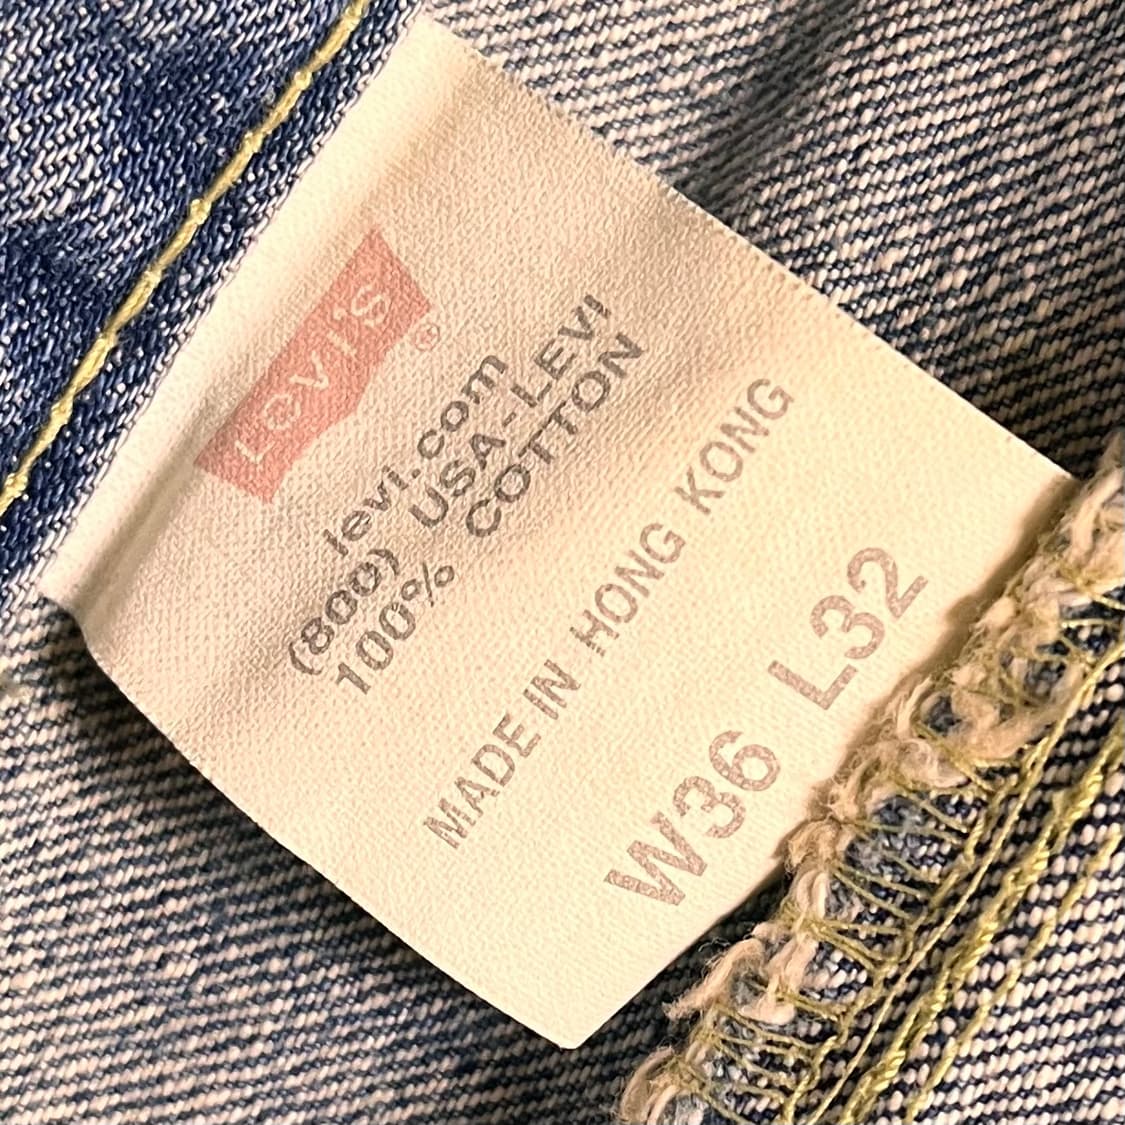 Levi's ®
levi.com
(800) USA-LEVI
100% COTTON
MADE IN HONG KONG
W36 L32